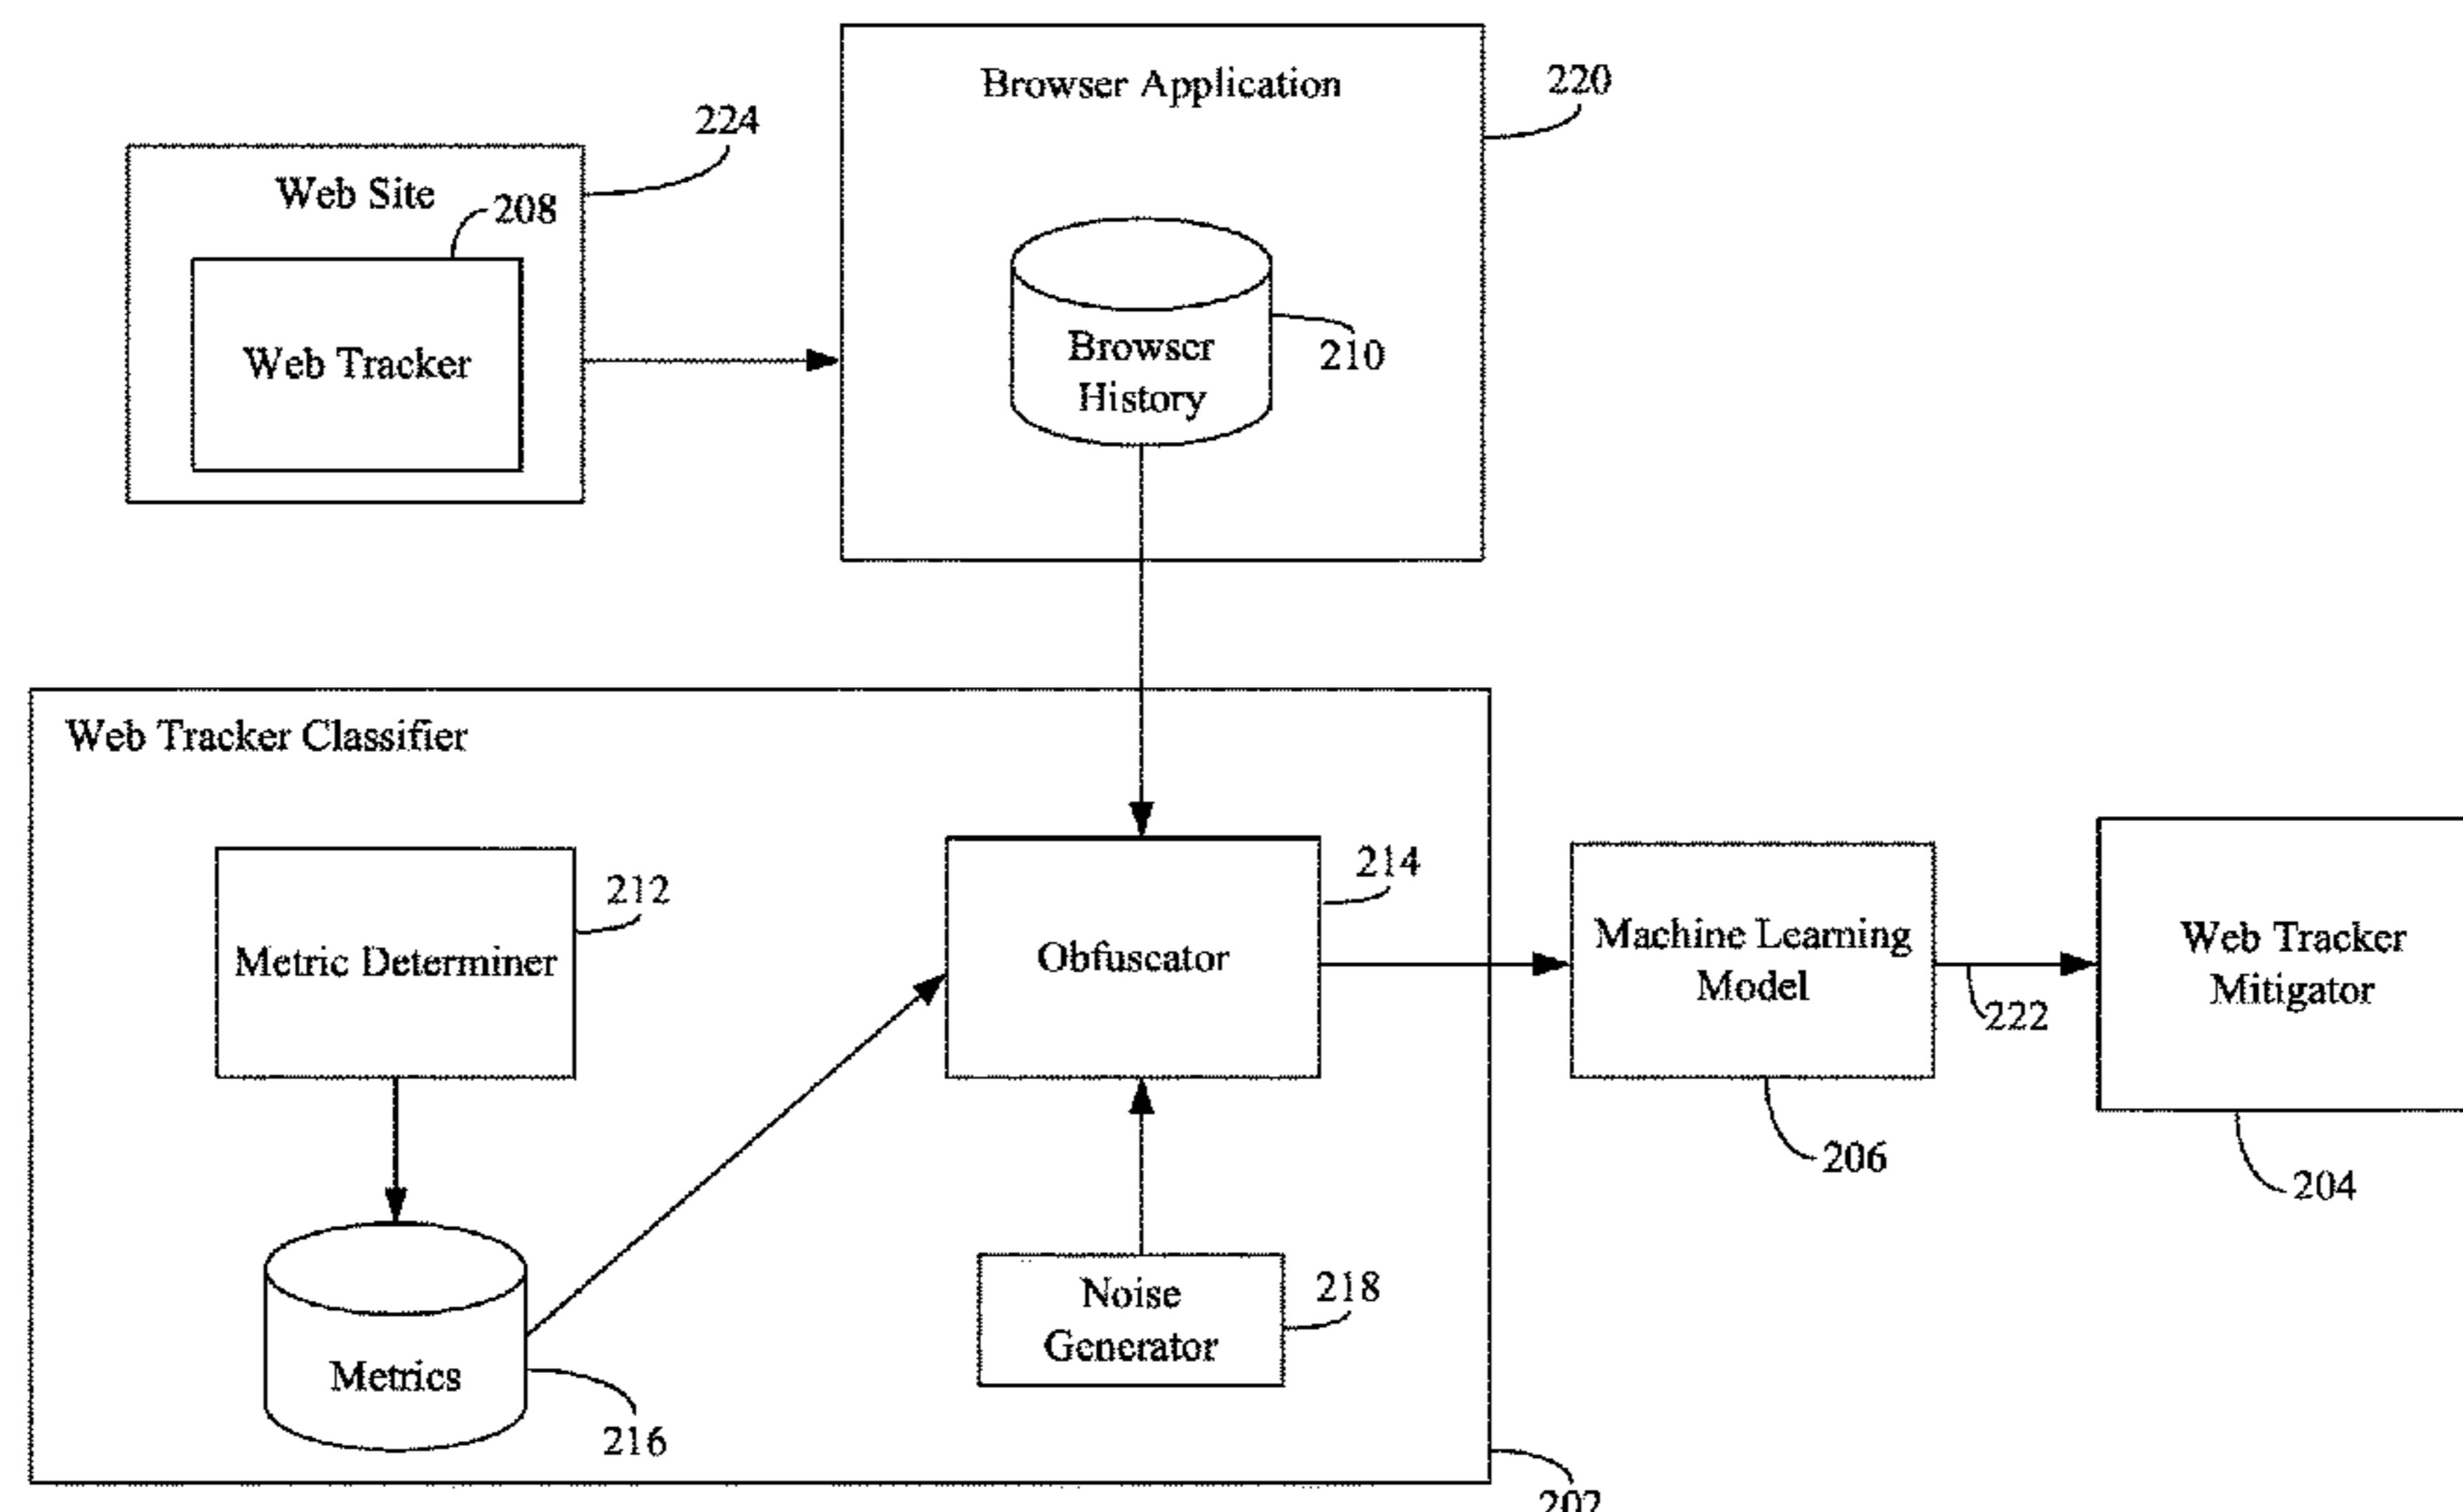 Browser Application
220
224
Web Site
208
Web Tracker
Browser
History
210
Web Tracker Classifier
212
Metric Determiner
214
Obfuscator
Machine Learning
Model
222
206
Web Tracker
Mitigator
204
Noise
Generator
218
Metrics
216
202